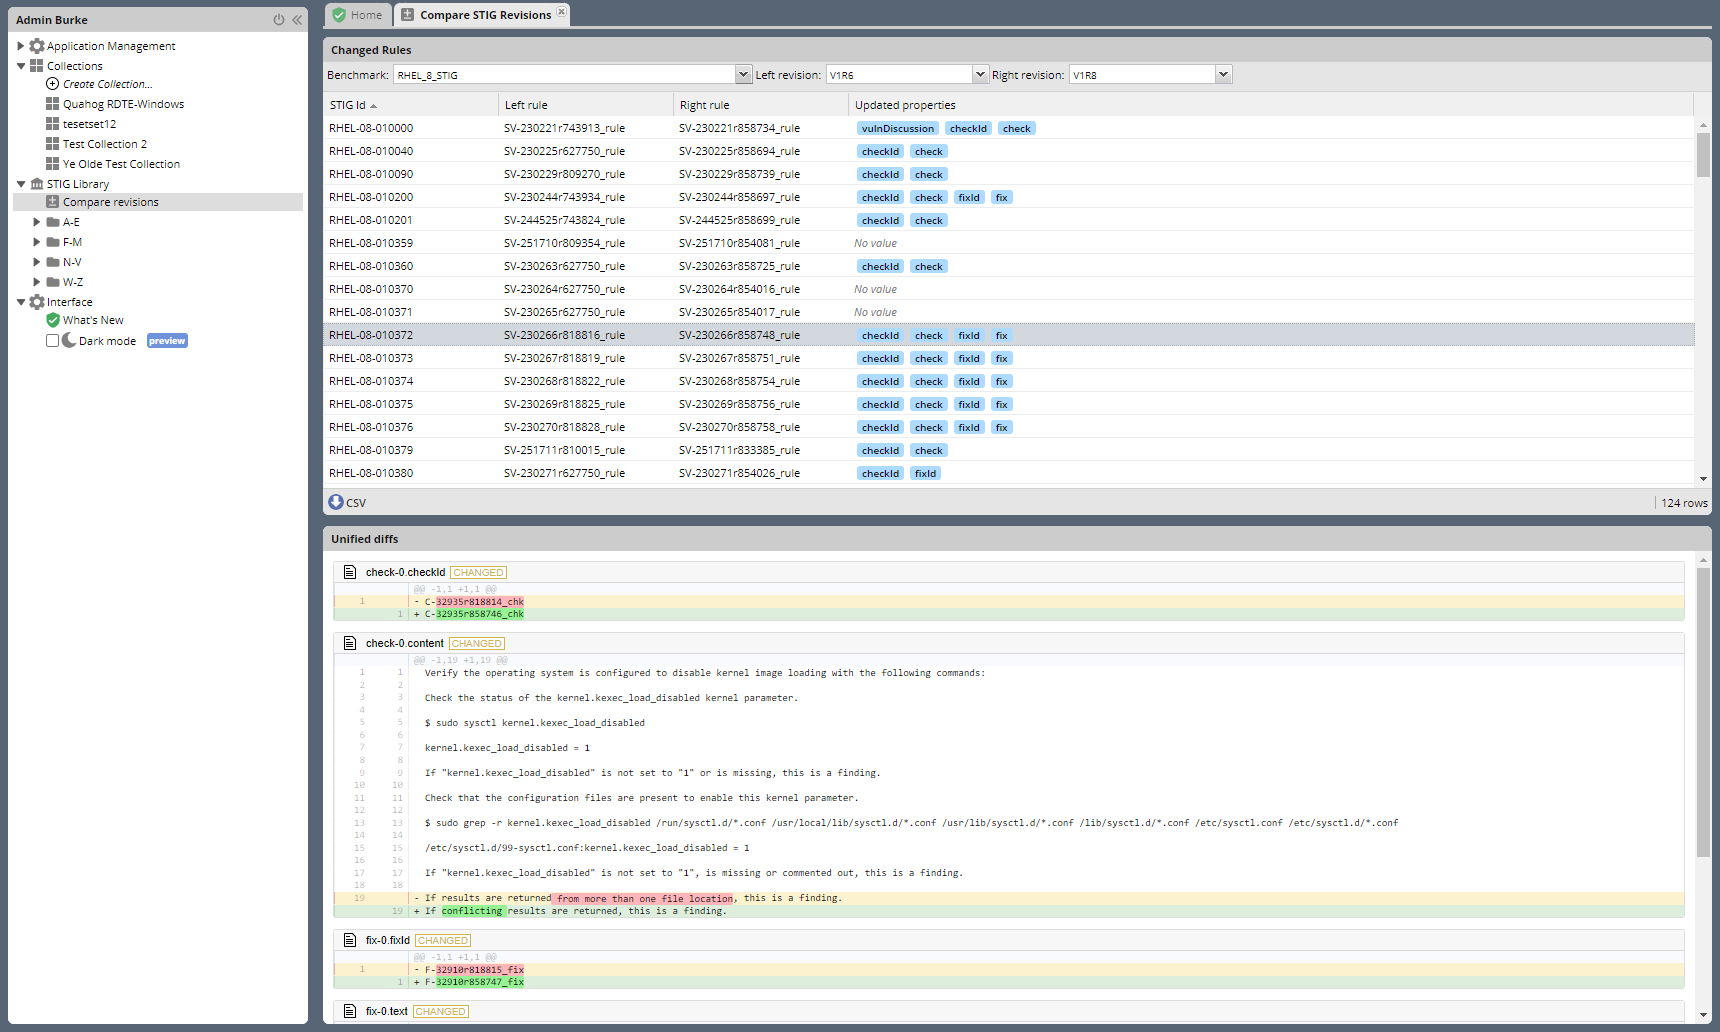 Admin Burke
Application Management
Collections
Create Collection...
Quahog RDTE-Windows
tesetset12
Test Collection 2
Ye Olde Test Collection
STIG Library
Compare revisions
A-E
F-M
N-V
W-Z
Interface
What's New
Dark mode preview
Home Compare STIG Revisions
Changed Rules
Benchmark: RHEL_8_STIG Left revision: V1R6 Right revision: V1R8
STIG Id Left rule Right rule Updated properties
RHEL-08-010000 SV-230221r743913_rule SV-230221r858734_rule vulnDiscussion checkId check
RHEL-08-010040 SV-230225r627750_rule SV-230225r858694_rule checkId check
RHEL-08-010090 SV-230229r809270_rule SV-230229r858739_rule checkId check
RHEL-08-010200 SV-230244r743934_rule SV-230244r858697_rule checkId check fixId fix
RHEL-08-010201 SV-244525r743824_rule SV-244525r858699_rule checkId check
RHEL-08-010359 SV-251710r809354_rule SV-251710r854081_rule No value
RHEL-08-010360 SV-230263r627750_rule SV-230263r858725_rule checkId check
RHEL-08-010370 SV-230264r627750_rule SV-230264r854016_rule No value
RHEL-08-010371 SV-230265r627750_rule SV-230265r854017_rule No value
RHEL-08-010372 SV-230266r818816_rule SV-230266r858748_rule checkId check fixId fix
RHEL-08-010373 SV-230267r818819_rule SV-230267r858751_rule checkId check fixId fix
RHEL-08-010374 SV-230268r818822_rule SV-230268r858754_rule checkId check fixId fix
RHEL-08-010375 SV-230269r818825_rule SV-230269r858756_rule checkId check fixId fix
RHEL-08-010376 SV-230270r818828_rule SV-230270r858758_rule checkId check fixId fix
RHEL-08-010379 SV-251711r810015_rule SV-251711r833385_rule checkId check
RHEL-08-010380 SV-230271r627750_rule SV-230271r854026_rule checkId fixId
CSV 124 rows
Unified diffs
check-0.checkId CHANGED
@@ -1,1 +1,1 @@
1 - C-32935r818814_chk
1 + C-32935r858746_chk
check-0.content CHANGED
@@ -1,19 +1,19 @@
1 1 Verify the operating system is configured to disable kernel image loading with the following commands:
2 2
3 3 Check the status of the kernel.kexec_load_disabled kernel parameter.
4 4
5 5 $ sudo sysctl kernel.kexec_load_disabled
6 6
7 7 kernel.kexec_load_disabled = 1
8 8
9 9 If "kernel.kexec_load_disabled" is not set to "1" or is missing, this is a finding.
10 10
11 11 Check that the configuration files are present to enable this kernel parameter.
12 12
13 13 $ sudo grep -r kernel.kexec_load_disabled /run/sysctl.d/*.conf /usr/local/lib/sysctl.d/*.conf /usr/lib/sysctl.d/*.conf /lib/sysctl.d/*.conf /etc/sysctl.conf /etc/sysctl.d/*.conf
14 14
15 15 /etc/sysctl.d/99-sysctl.conf:kernel.kexec_load_disabled = 1
16 16
17 17 If "kernel.kexec_load_disabled" is not set to "1", is missing or commented out, this is a finding.
18 18
19 - If results are returned from more than one file location, this is a finding.
19 + If conflicting results are returned, this is a finding.
fix-0.fixId CHANGED
@@ -1,1 +1,1 @@
1 - F-32910r818815_fix
1 + F-32910r858747_fix
fix-0.text CHANGED